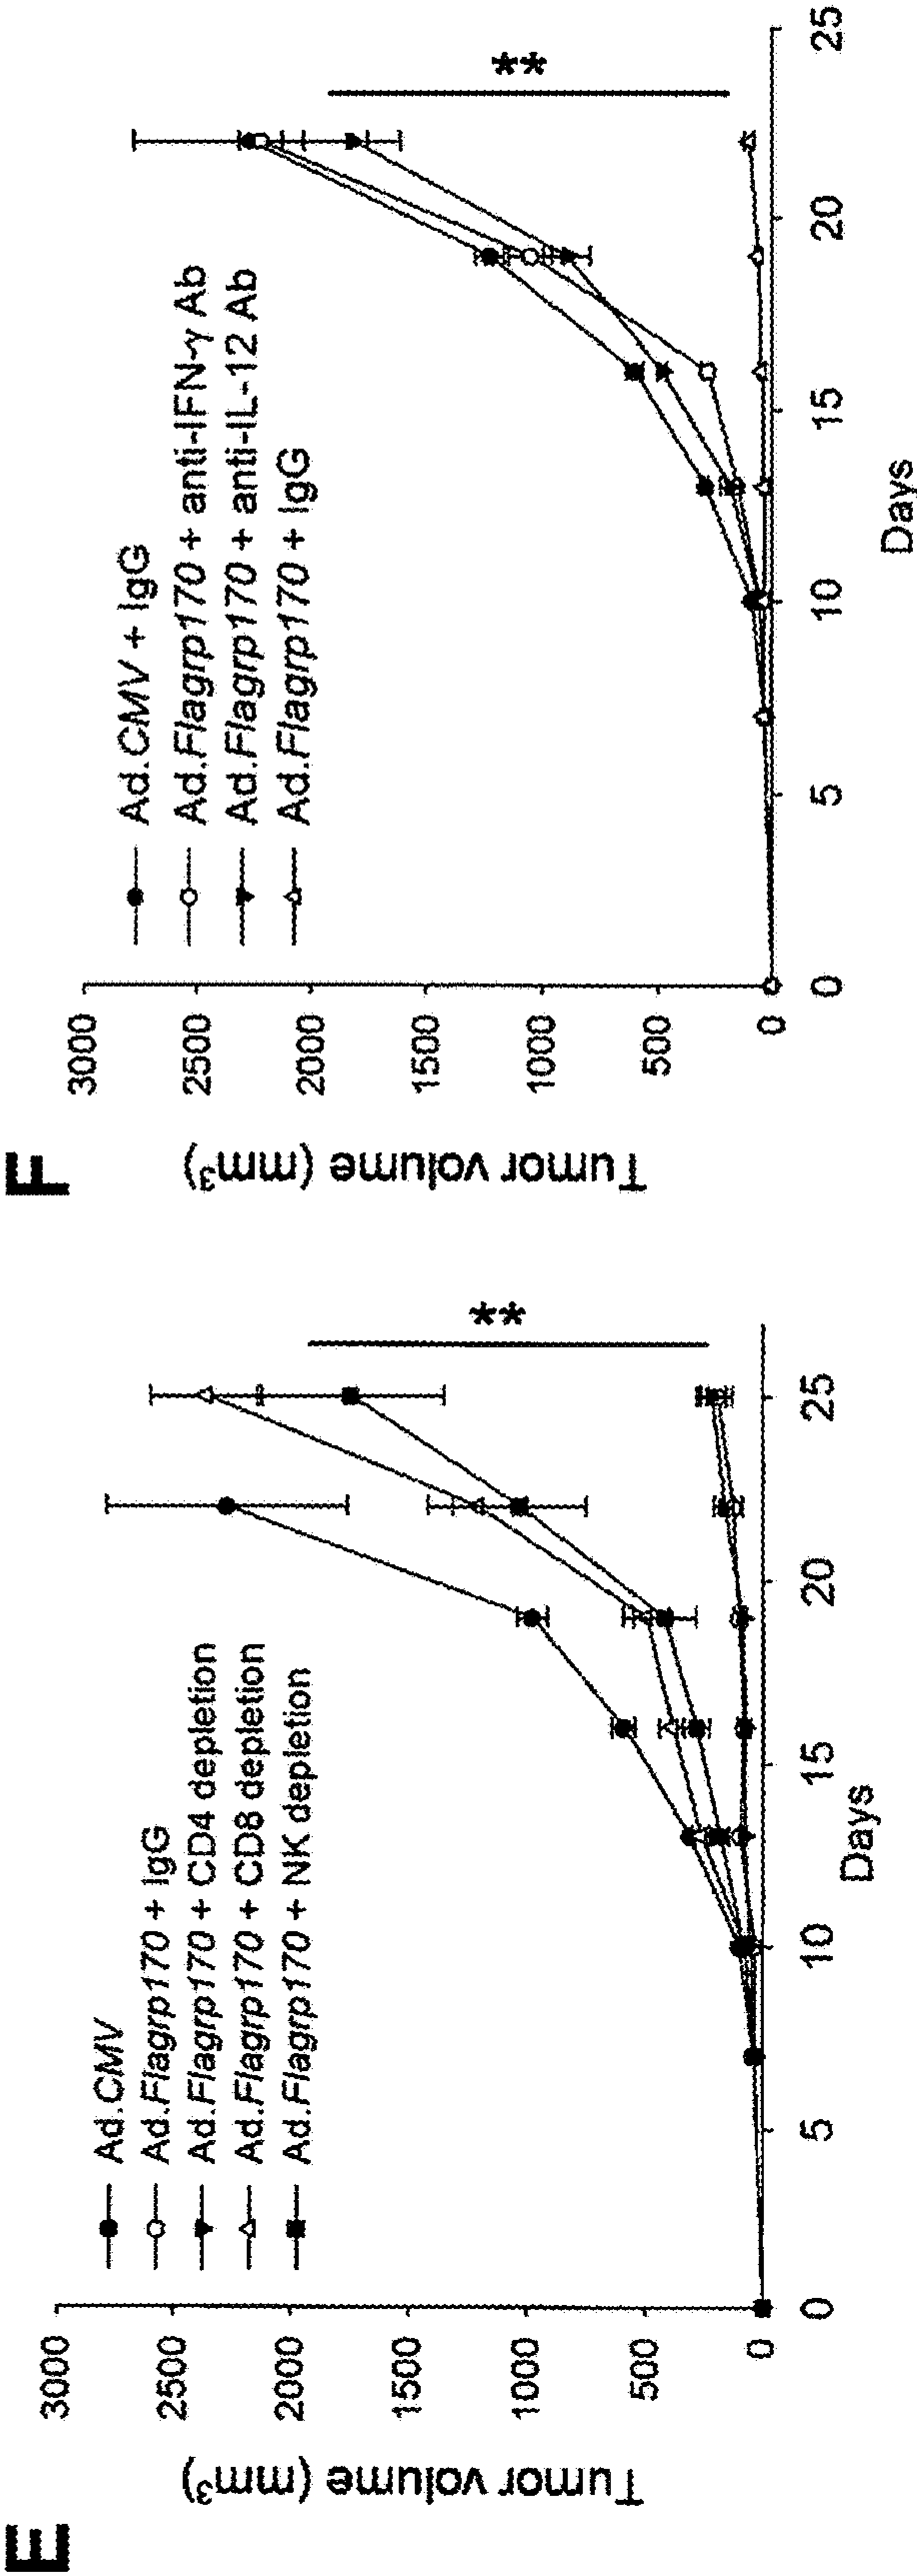 E
Tumor volume (mm³)
3000
2500
2000
1500
1000
500
0
Ad.CMV
Ad.Flagrp170 + IgG
Ad.Flagrp170 + CD4 depletion
Ad.Flagrp170 + CD8 depletion
Ad.Flagrp170 + NK depletion
**
0 5 10 15 20 25
Days
F
Tumor volume (mm³)
3000
2500
2000
1500
1000
500
0
Ad.CMV + IgG
Ad.Flagrp170 + anti-IFN-γ Ab
Ad.Flagrp170 + anti-IL-12 Ab
Ad.Flagrp170 + IgG
**
0 5 10 15 20 25
Days